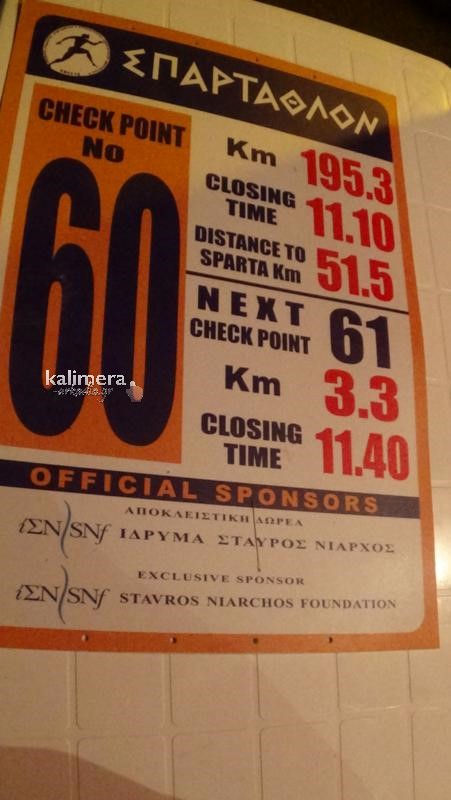 ΣΠΑΡΤΑΘΛΟΝ
CHECK POINT
No
60
Km 195.3
CLOSING TIME 11.10
DISTANCE TO SPARTA Km 51.5
NEXT CHECK POINT 61
Km 3.3
CLOSING TIME 11.40
kalimera
-arkadia.gr
OFFICIAL SPONSORS
ΑΠΟΚΛΕΙΣΤΙΚΗ ΔΩΡΕΑ
ΙΣΝ/SNF ΙΔΡΥΜΑ ΣΤΑΥΡΟΣ ΝΙΑΡΧΟΣ
EXCLUSIVE SPONSOR
ΙΣΝ/SNF STAVROS NIARCHOS FOUNDATION